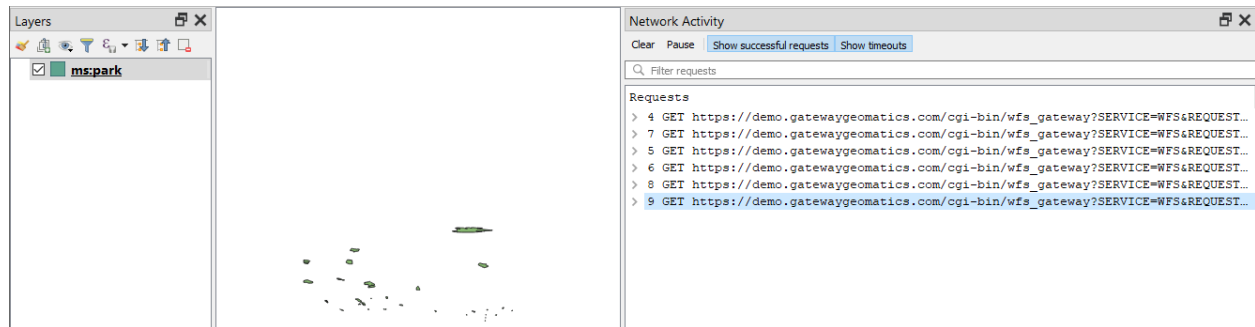 Layers
ms:park
Network Activity
Clear Pause Show successful requests Show timeouts
Filter requests
Requests
4 GET https://demo.gatewaygeomatics.com/cgi-bin/wfs_gateway?SERVICE=WFS&REQUEST...
7 GET https://demo.gatewaygeomatics.com/cgi-bin/wfs_gateway?SERVICE=WFS&REQUEST...
5 GET https://demo.gatewaygeomatics.com/cgi-bin/wfs_gateway?SERVICE=WFS&REQUEST...
6 GET https://demo.gatewaygeomatics.com/cgi-bin/wfs_gateway?SERVICE=WFS&REQUEST...
8 GET https://demo.gatewaygeomatics.com/cgi-bin/wfs_gateway?SERVICE=WFS&REQUEST...
9 GET https://demo.gatewaygeomatics.com/cgi-bin/wfs_gateway?SERVICE=WFS&REQUEST...